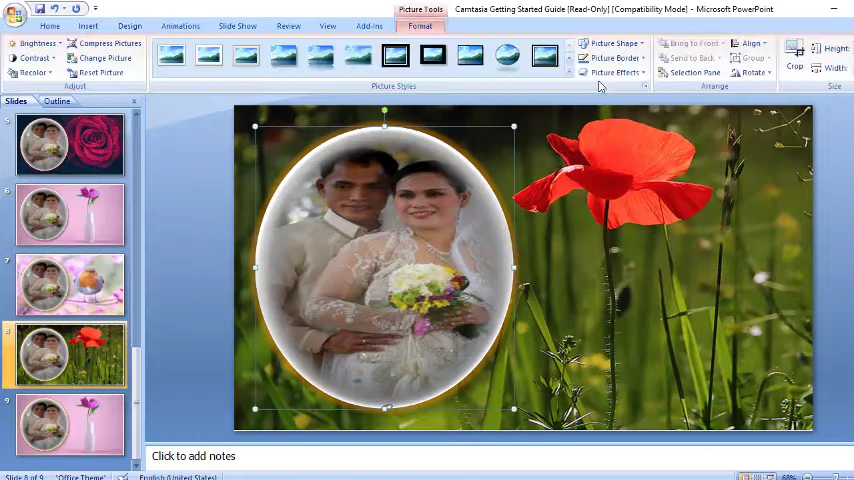 Picture Tools
Camtasia Getting Started Guide [Read-Only] [Compatibility Mode] - Microsoft PowerPoint
Home Insert Design Animations Slide Show Review View Add-ins Format
Brightness Compress Pictures
Contrast Change Picture
Recolor Reset Picture
Adjust
Picture Styles
Picture Shape
Picture Border
Picture Effects
Bring to Front
Send to Back
Selection Pane
Align
Group
Rotate
Arrange
Crop
Height:
Width:
Size
Slides Outline
5
6
7
8
9
Click to add notes
Slide 8 of 9 "Office Theme" English (United States) 68%